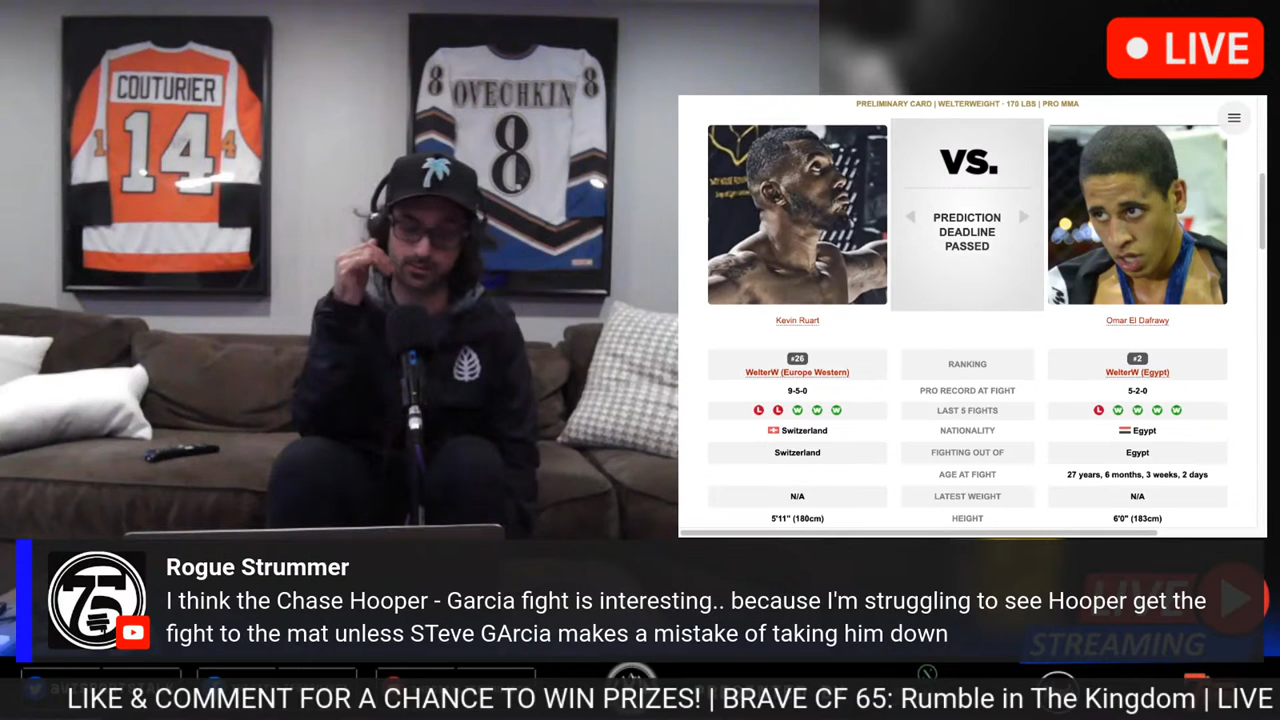 LIVE
COUTURIER
14
14
8 OVECHKIN 8
8
PRELIMINARY CARD | WELTERWEIGHT · 170 LBS | PRO MMA
VS.
PREDICTION
DEADLINE
PASSED
Kevin Ruart
Omar El Dafrawy
#26
RANKING
#2
WelterW (Europe Western)
WelterW (Egypt)
9-5-0
PRO RECORD AT FIGHT
5-2-0
L L W W W
LAST 5 FIGHTS
L W W W W
Switzerland
NATIONALITY
Egypt
Switzerland
FIGHTING OUT OF
Egypt
AGE AT FIGHT
27 years, 6 months, 3 weeks, 2 days
N/A
LATEST WEIGHT
N/A
5'11" (180cm)
HEIGHT
6'0" (183cm)
75
Rogue Strummer
I think the Chase Hooper - Garcia fight is interesting.. because I'm struggling to see Hooper get the
fight to the mat unless STeve GArcia makes a mistake of taking him down
LIVE
STREAMING
LIKE & COMMENT FOR A CHANCE TO WIN PRIZES! | BRAVE CF 65: Rumble in The Kingdom | LIVE